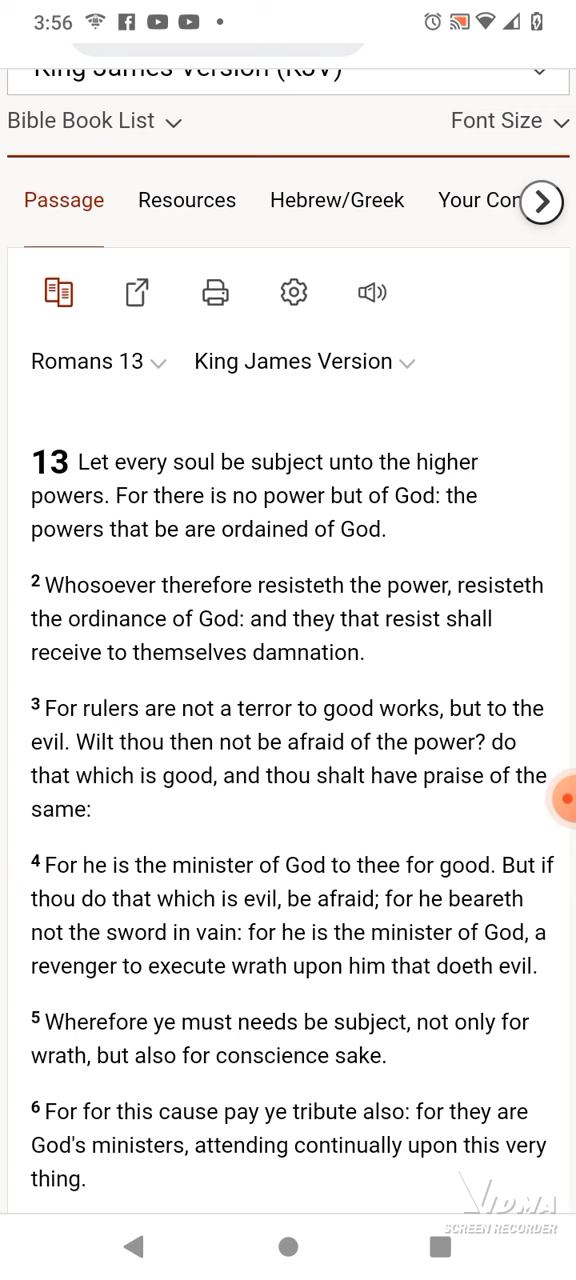 3:56
King James Version (KJV)
Bible Book List Font Size
Passage Resources Hebrew/Greek Your Con
Romans 13 King James Version
13 Let every soul be subject unto the higher
powers. For there is no power but of God: the
powers that be are ordained of God.
2 Whosoever therefore resisteth the power, resisteth
the ordinance of God: and they that resist shall
receive to themselves damnation.
3 For rulers are not a terror to good works, but to the
evil. Wilt thou then not be afraid of the power? do
that which is good, and thou shalt have praise of the
same:
4 For he is the minister of God to thee for good. But if
thou do that which is evil, be afraid; for he beareth
not the sword in vain: for he is the minister of God, a
revenger to execute wrath upon him that doeth evil.
5 Wherefore ye must needs be subject, not only for
wrath, but also for conscience sake.
6 For for this cause pay ye tribute also: for they are
God's ministers, attending continually upon this very
thing.
VIDMA
SCREEN RECORDER